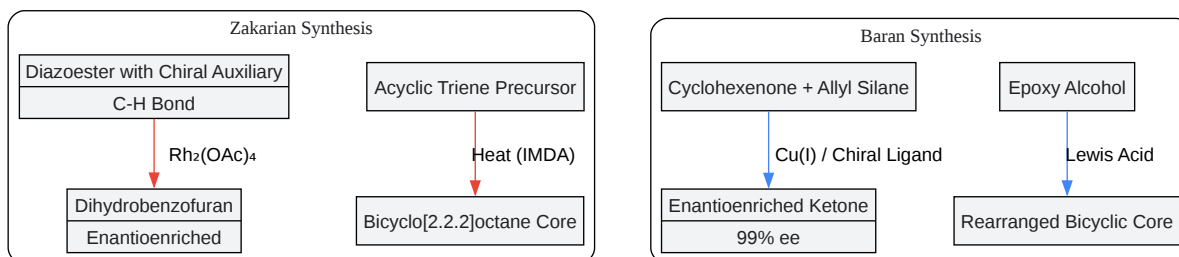 Zakarian Synthesis
Diazoester with Chiral Auxiliary
C-H Bond
Rh₂(OAc)₄
Dihydrobenzofuran
Enantioenriched
Acyclic Triene Precursor
Heat (IMDA)
Bicyclo[2.2.2]octane Core
Baran Synthesis
Cyclohexenone + Allyl Silane
Cu(I) / Chiral Ligand
Enantioenriched Ketone
99% ee
Epoxy Alcohol
Lewis Acid
Rearranged Bicyclic Core